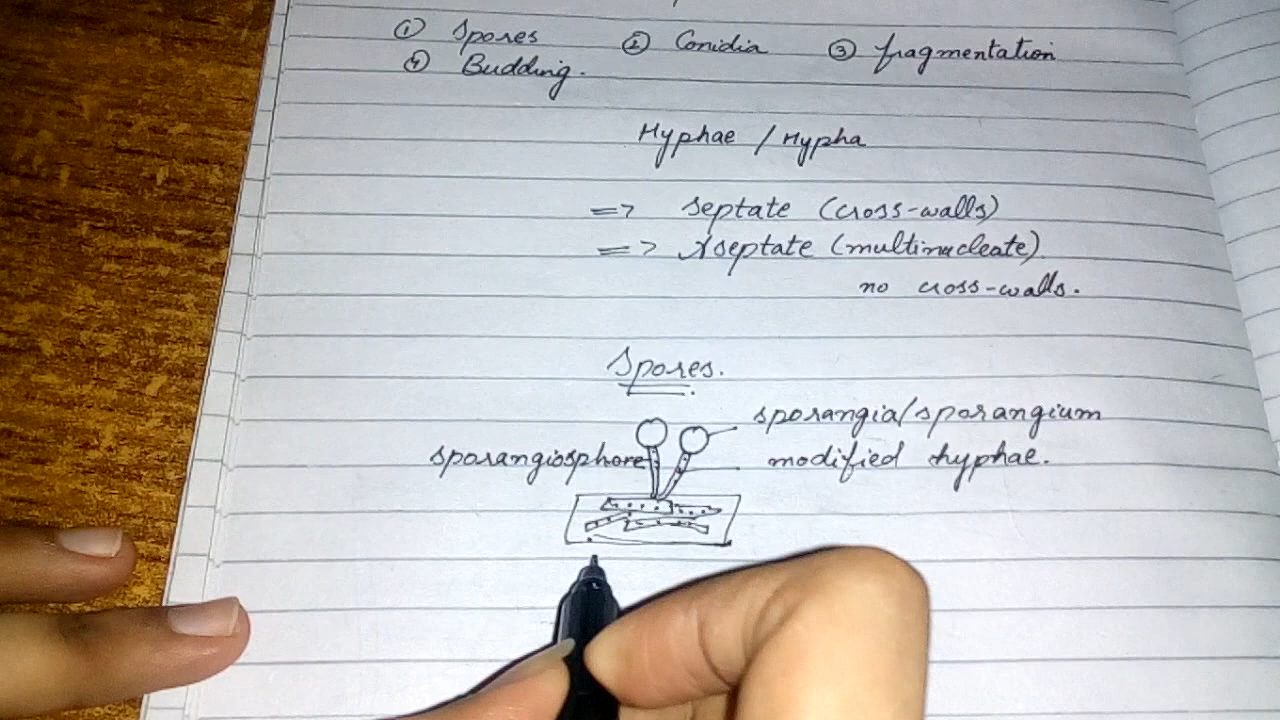 ① Spores ② Conidia ③ fragmentation
④ Budding.
Hyphae / Hypha
=> septate (cross-walls)
=> septate (multinucleate)
no cross-walls.
Spores.
sporangia/sporangium
sporangiosphore modified hyphae.